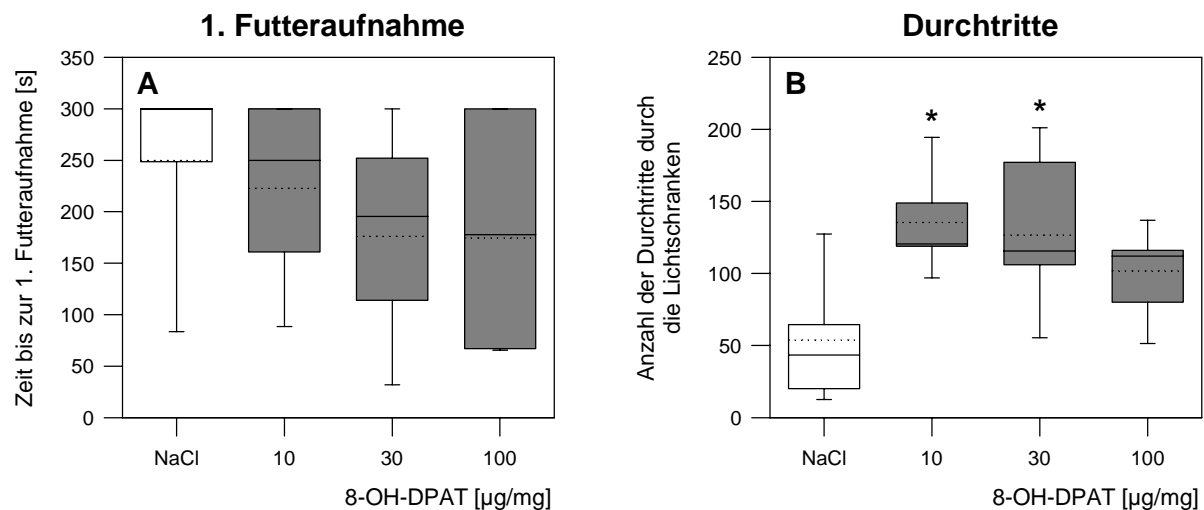 1. Futteraufnahme
Zeit bis zur 1. Futteraufnahme [s]
350
300
250
200
150
100
50
0
A
NaCl 10 30 100
8-OH-DPAT [µg/mg]
Durchtritte
Anzahl der Durchtritte durch
die Lichtschranken
250
200
150
100
50
0
B
*
*
NaCl 10 30 100
8-OH-DPAT [µg/mg]